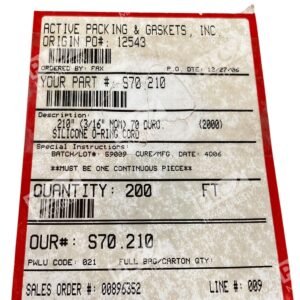 ACTIVE PACKING & GASKETS, INC
ORIGIN PO#: 12543
ORDERED BY: FAX P.O. DATE: 12/27/06
YOUR PART #: S70 210
Description:
.210" (3/16" NOM) 70 DURO. (2000)
SILICONE O-RING CORD
Special Instructions:
BATCH/LOT#: S9009 CURE/MFG. DATE: 4Q06
**MUST BE ONE CONTINUOUS PIECE**
QUANTITY: 200 FT
OUR#: S70.210
PWLU CODE: 021 FULL BAG/CARTON QTY:
SALES ORDER #: 00896352 LINE #: 009